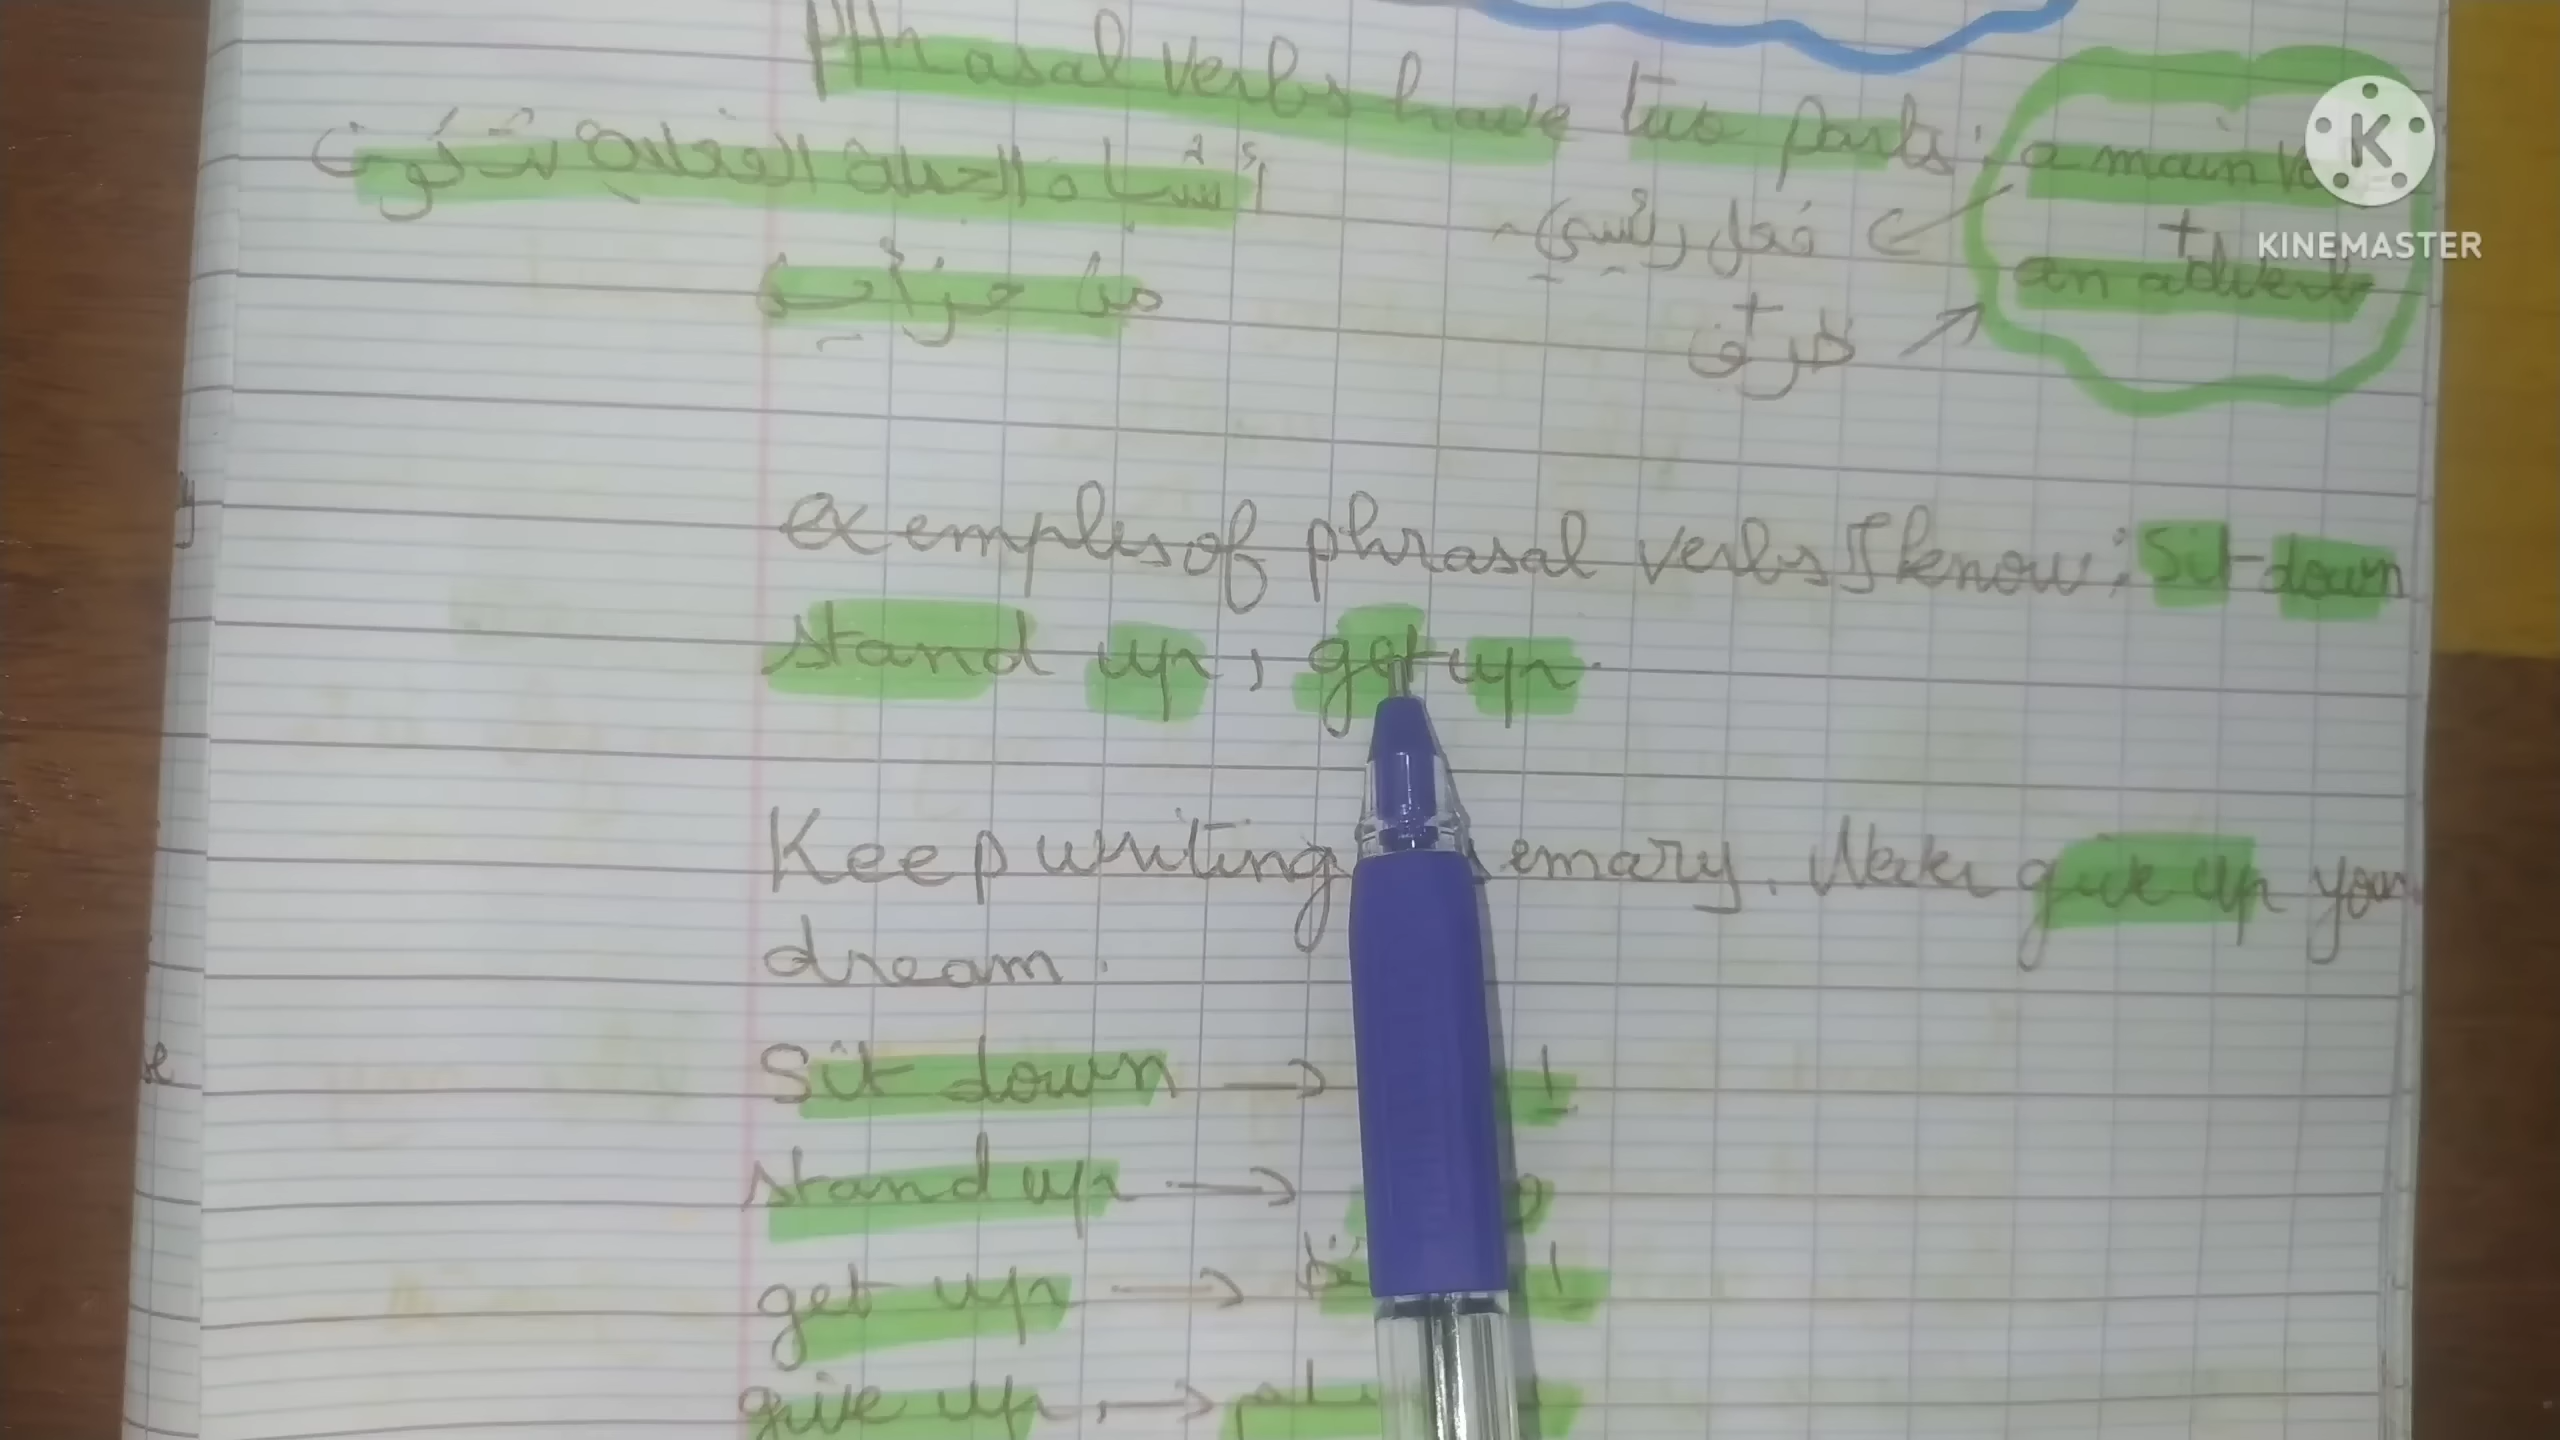 PHrasal verbs have two parts: a main
+
an adverb
أشباه الجملة الفعلية تتكون
من جزأين
فعل رئيسي
+
ظرف
exemples of phrasal verbs I know: Sit down
stand up, get up.
Keep writing emary. Never give up your
dream.
Sit down →
stand up →
get up →
give up, →
K
KINEMASTER